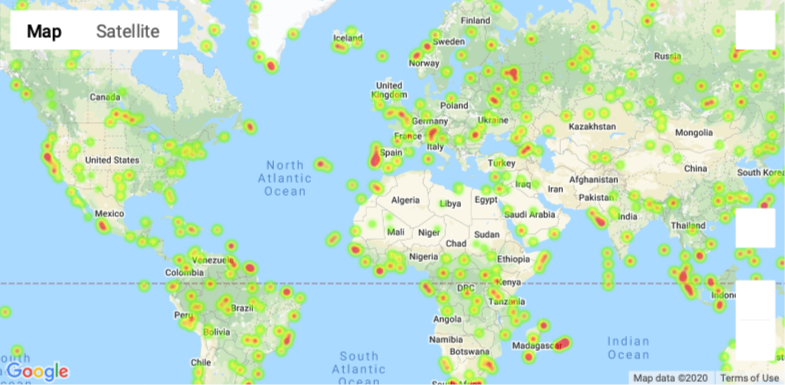 Map Satellite
Iceland
Finland
Sweden
Norway
Russia
Canada
United
Kingdom
Poland
Germany
Ukraine
Kazakhstan
Mongolia
France
Italy
Spain
United States
North
Atlantic
Ocean
Turkey
China
South Korea
Iraq
Iran
Afghanistan
Pakistan
Algeria
Libya
Egypt
Saudi Arabia
India
Mexico
Mali
Niger
Chad
Sudan
Thailand
Nigeria
Ethiopia
Venezuela
Colombia
DRC
Kenya
Tanzania
Peru
Brazil
Bolivia
Angola
Namibia
Botswana
Madagascar
Indian
Ocean
Chile
South
Atlantic
Ocean
Google
Map data ©2020 Terms of Use